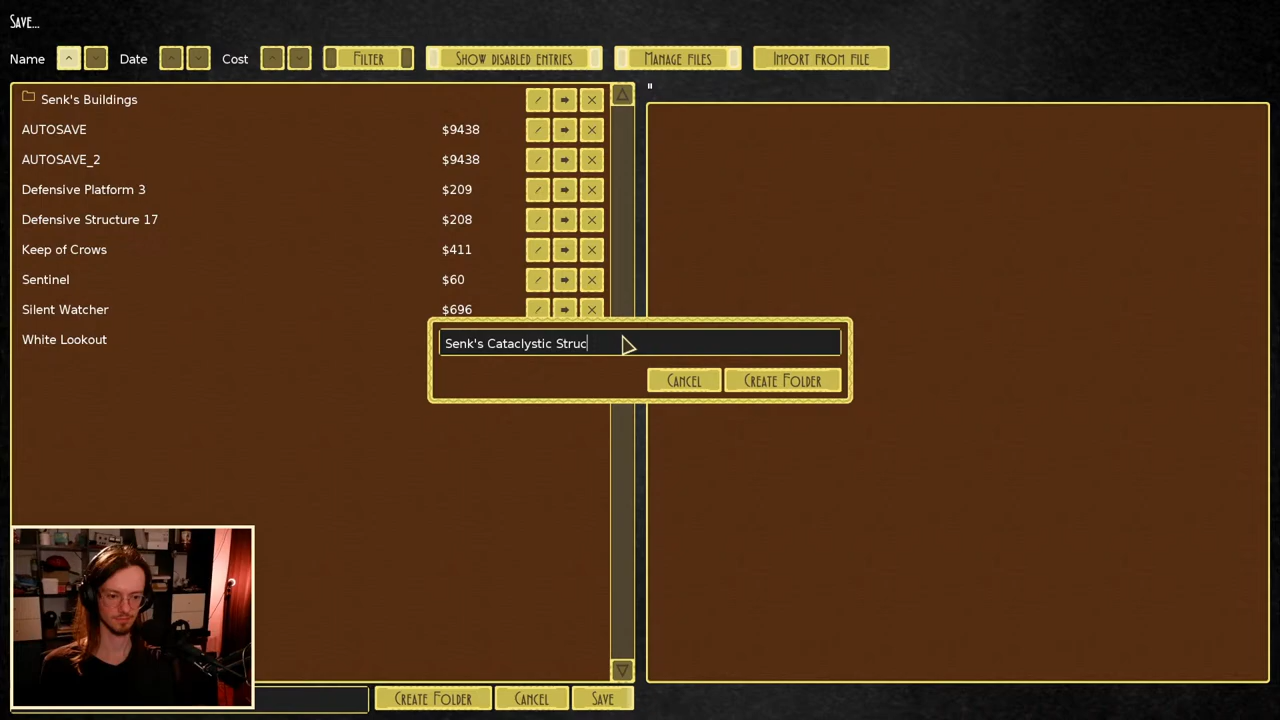 Save...
Name Date Cost Filter Show disabled entries Manage files Import from file
"
Senk's Buildings
AUTOSAVE $9438
AUTOSAVE_2 $9438
Defensive Platform 3 $209
Defensive Structure 17 $208
Keep of Crows $411
Sentinel $60
Silent Watcher $696
White Lookout
Senk's Cataclystic Struc
Cancel Create Folder
Create Folder Cancel Save